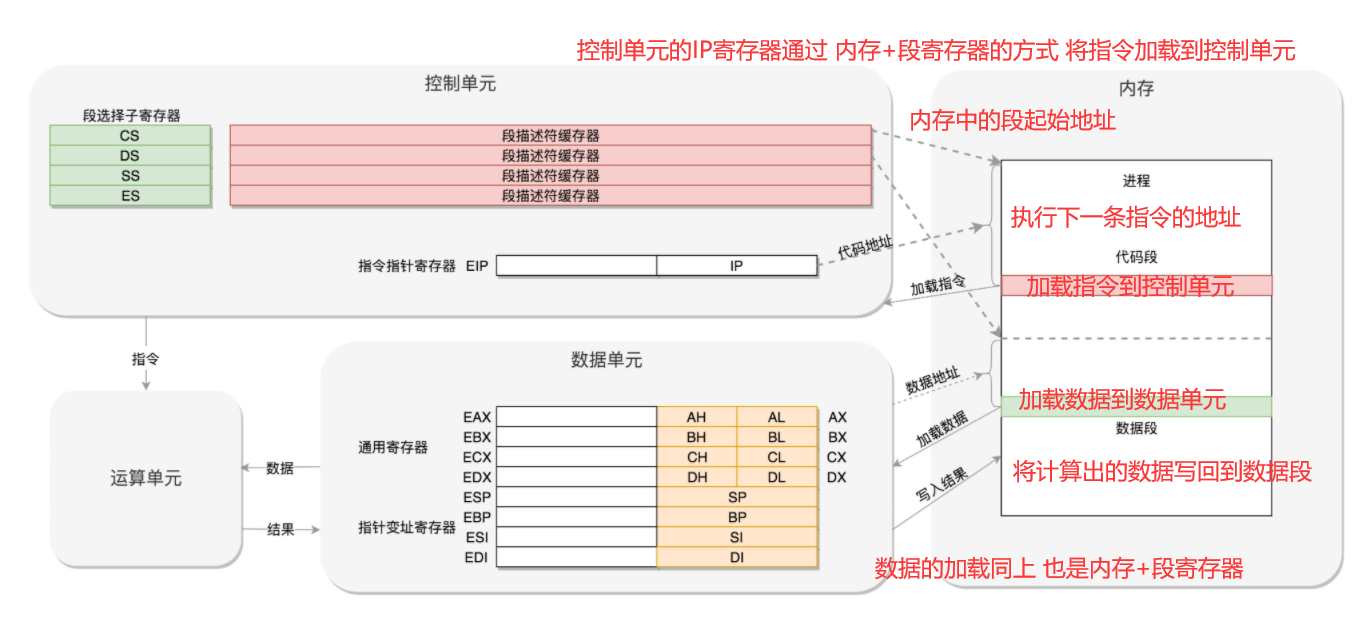 控制单元的IP寄存器通过 内存+段寄存器的方式 将指令加载到控制单元
控制单元
内存
段选择子寄存器
内存中的段起始地址
CS
段描述符缓存器
DS
段描述符缓存器
SS
段描述符缓存器
ES
段描述符缓存器
进程
执行下一条指令的地址
代码地址
代码段
指令指针寄存器 EIP
IP
加载指令
加载指令到控制单元
指令
数据单元
数据地址
加载数据到数据单元
EAX AH AL AX
EBX BH BL BX
通用寄存器
ECX CH CL CX
EDX DH DL DX
加载数据
数据段
运算单元
数据
将计算出的数据写回到数据段
写入结果
ESP SP
EBP BP
指针变址寄存器
结果
ESI SI
EDI DI
数据的加载同上 也是内存+段寄存器